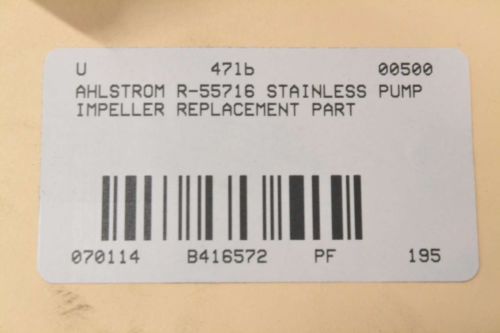 U 471b 00500
AHLSTROM R-55716 STAINLESS PUMP
IMPELLER REPLACEMENT PART
070114 B416572 PF 195